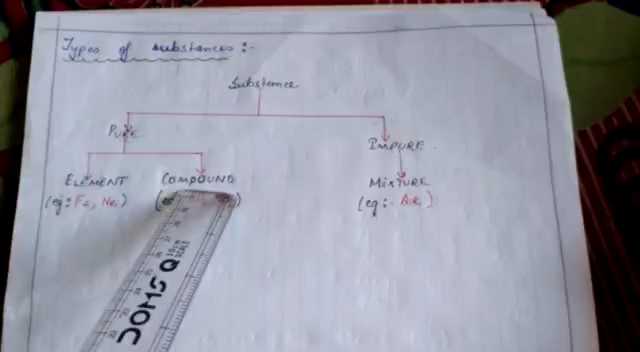 Types of substances :-
Substance
PURE
IMPURE
ELEMENT
COMPOUND
MIXTURE
(eg: Fe, Na)
(eg:- Air)
DOMS